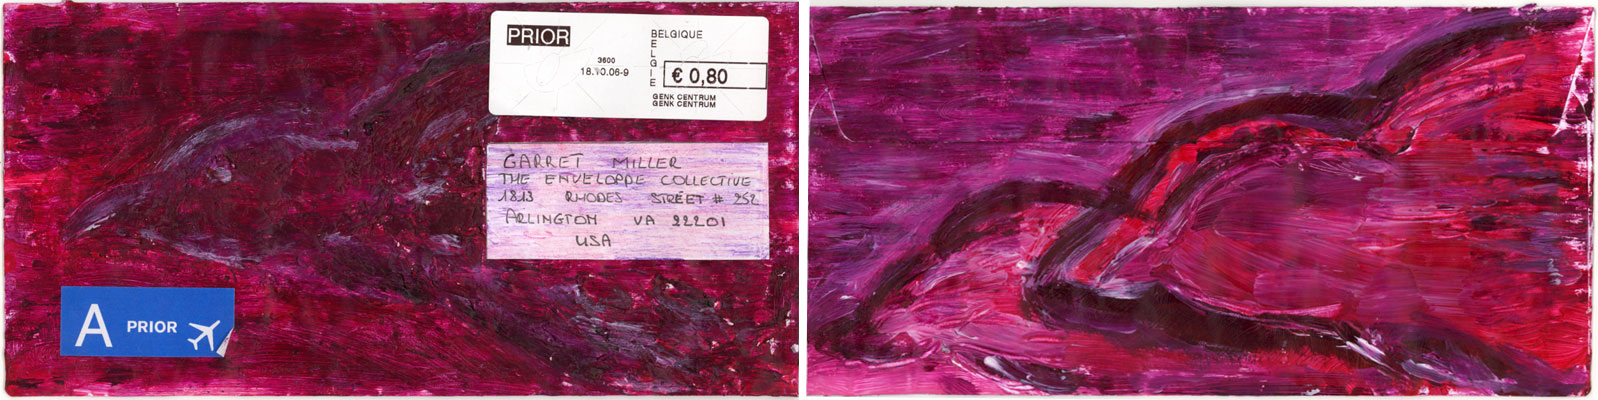 PRIOR
BELGIQUE
BELGIE
3600
18.10.06-9
€ 0,80
GENK CENTRUM
GENK CENTRUM
GARRET MILLER
THE ENVELOPPE COLLECTIVE
1813 RHODES STREET # 252
ARLINGTON VA 22201
USA
A PRIOR